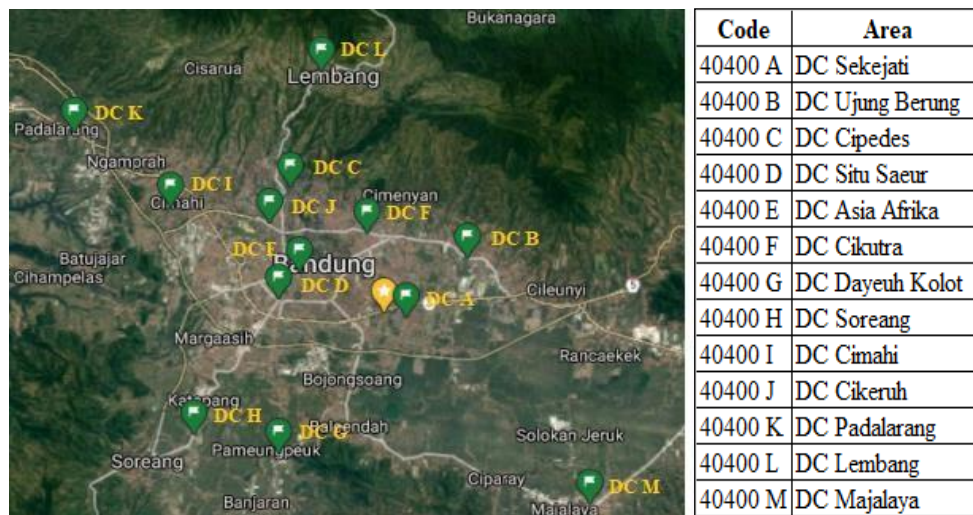 Bukanagara
DC L
Cisarua
Lembang
DC K
Padalarang
Ngamprah
DC C
DC I
Cimahi
Cimenyan
DC J
DC F
DC B
Batujajar
Bandung
Cihampelas
DC D
Cileunyi
DC A
Margaasih
Rancaekek
Bojongsoang
Katapang
DC H
Baleendah
DC G
Solokan Jeruk
Soreang
Pameungpeuk
Ciparay
DC M
Banjaran
Majalaya
Code Area
40400 A DC Sekejati
40400 B DC Ujung Berung
40400 C DC Cipedes
40400 D DC Situ Saeur
40400 E DC Asia Afrika
40400 F DC Cikutra
40400 G DC Dayeuh Kolot
40400 H DC Soreang
40400 I DC Cimahi
40400 J DC Cikeruh
40400 K DC Padalarang
40400 L DC Lembang
40400 M DC Majalaya